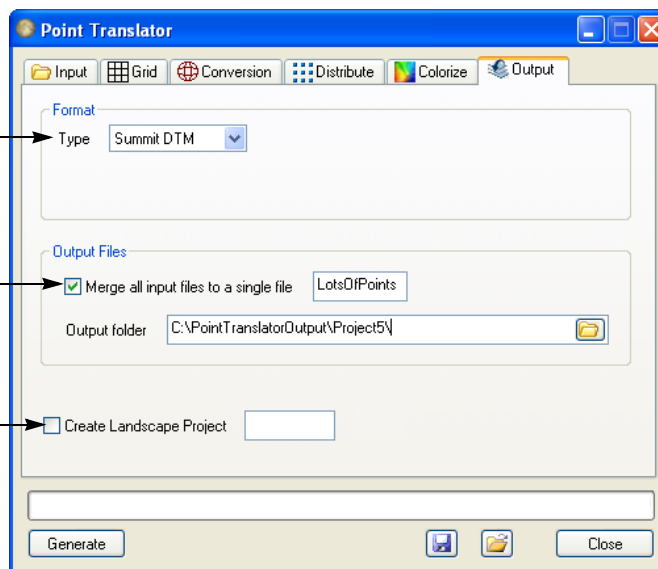 Point Translator
Input Grid Conversion Distribute Colorize Output
Format
Type Summit DTM
Output Files
Merge all input files to a single file LotsOfPoints
Output folder C:\PointTranslatorOutput\Project5\
Create Landscape Project
Generate Close